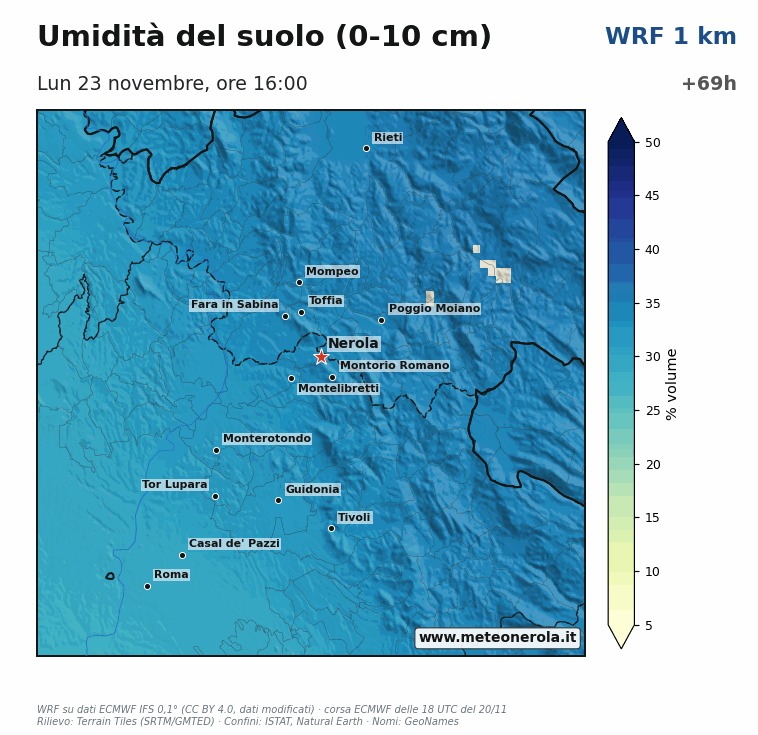 Umidità del suolo (0-10 cm)
WRF 1 km
Lun 23 novembre, ore 16:00
+69h
Rieti
Mompeo
Toffia
Fara in Sabina
Poggio Moiano
Nerola
Montorio Romano
Montelibretti
Monterotondo
Tor Lupara
Guidonia
Tivoli
Casal de' Pazzi
Roma
www.meteonerola.it
50
45
40
35
30
25
20
15
10
5
% volume
WRF su dati ECMWF IFS 0,1° (CC BY 4.0, dati modificati) · corsa ECMWF delle 18 UTC del 20/11
Rilievo: Terrain Tiles (SRTM/GMTED) · Confini: ISTAT, Natural Earth · Nomi: GeoNames